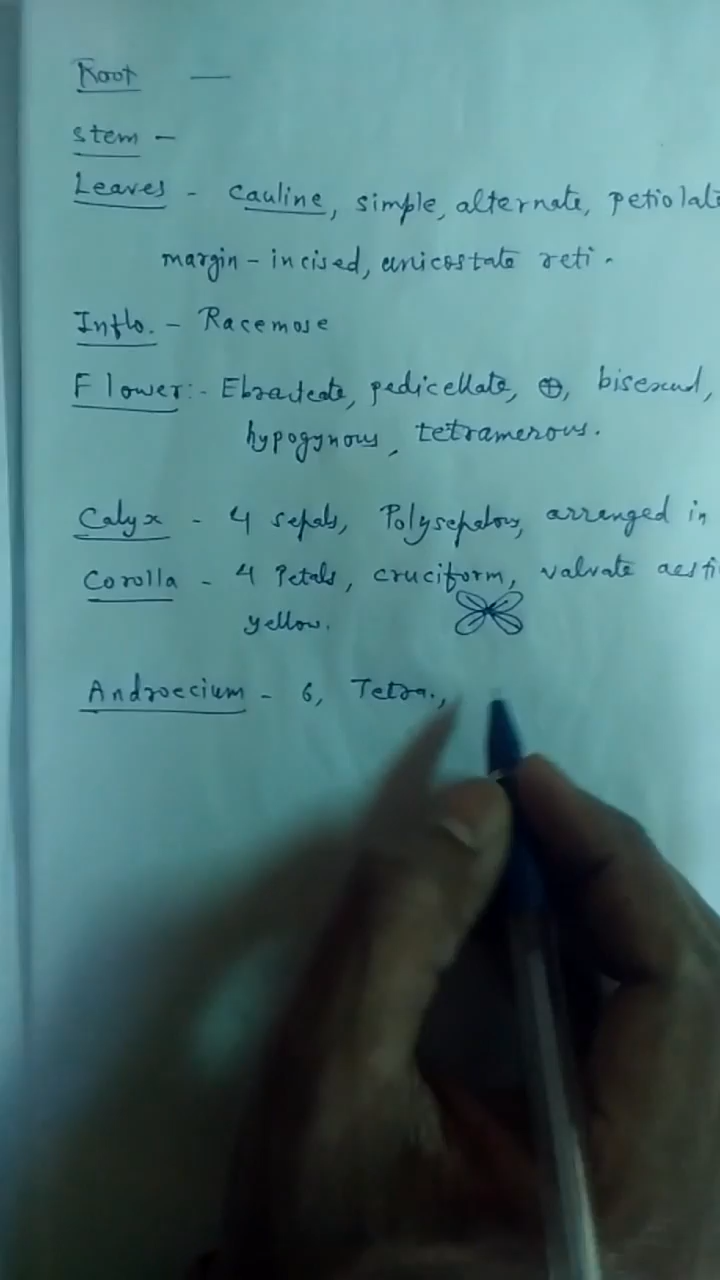 Root —
Stem –
Leaves - Cauline, simple, alternate, petiolate
margin – incised, unicostate reti.
Inflo. – Racemose
Flower:- Ebracteate, pedicellate, ⊕, bisexual,
hypogynous, tetramerous.
Calyx - 4 sepals, Polysepalous, arranged in
Corolla - 4 Petals, cruciform, valvate aesti
yellow.
Androecium - 6, Tetra.,